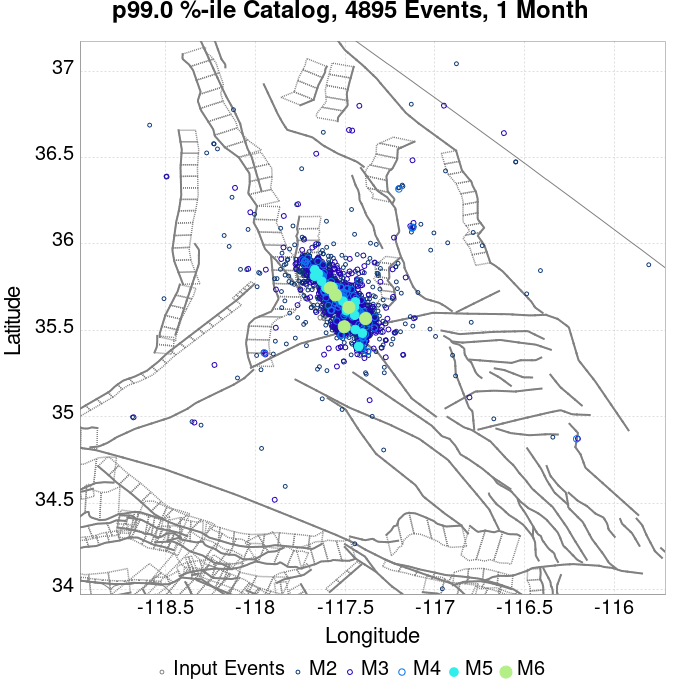 p99.0 %-ile Catalog, 4895 Events, 1 Month
37
36.5
36
35.5
35
34.5
34
Latitude
-118.5 -118 -117.5 -117 -116.5 -116
Longitude
Input Events M2 M3 M4 M5 M6